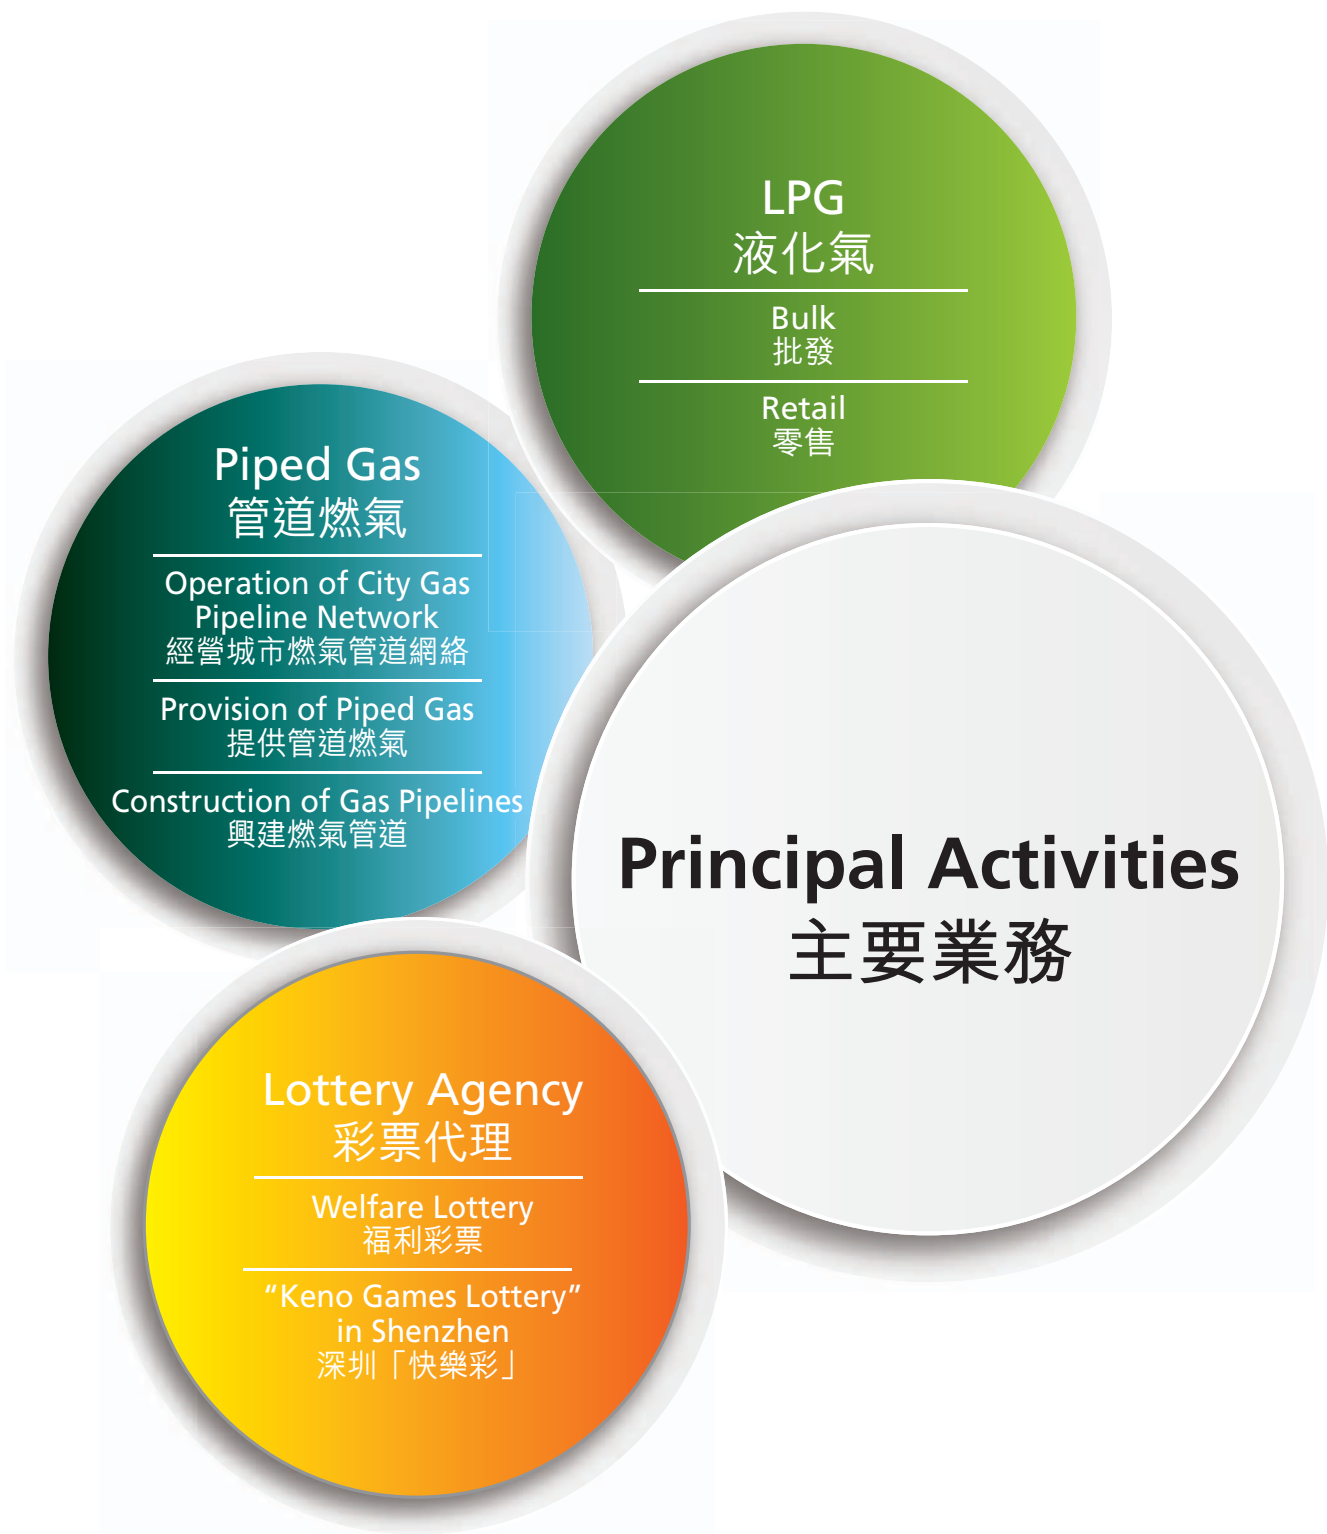 LPG
液化氣
Bulk
批發
Retail
零售
Piped Gas
管道燃氣
Operation of City Gas
Pipeline Network
經營城市燃氣管道網絡
Provision of Piped Gas
提供管道燃氣
Construction of Gas Pipelines
興建燃氣管道
Principal Activities
主要業務
Lottery Agency
彩票代理
Welfare Lottery
福利彩票
“Keno Games Lottery”
in Shenzhen
深圳「快樂彩」